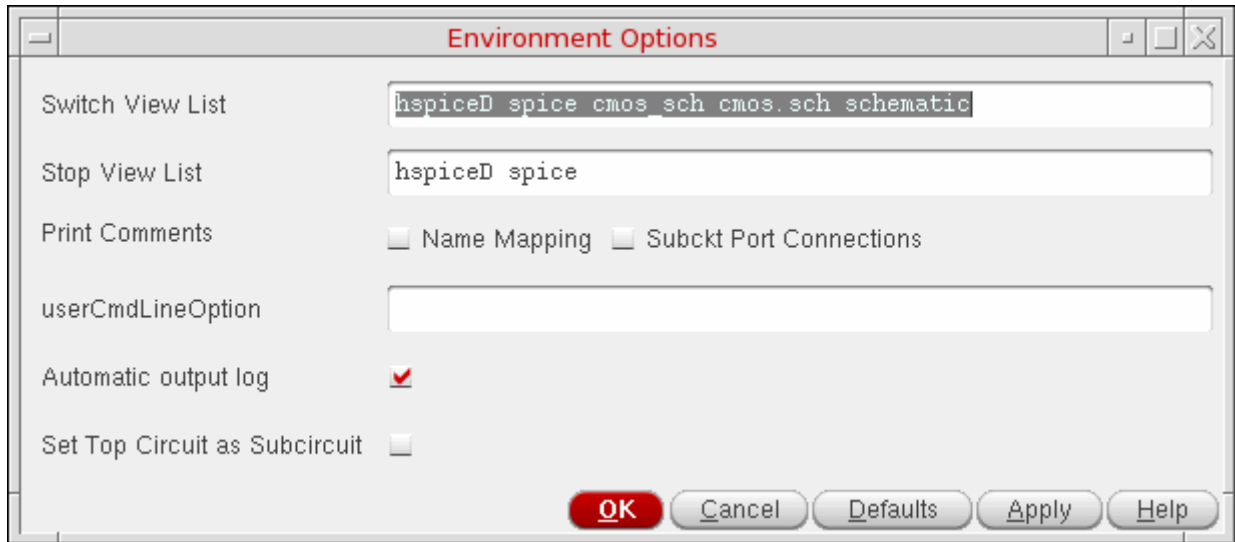 Environment Options
Switch View List hspiceD spice cmos_sch cmos.sch schematic
Stop View List hspiceD spice
Print Comments Name Mapping Subckt Port Connections
userCmdLineOption
Automatic output log
Set Top Circuit as Subcircuit
OK Cancel Defaults Apply Help